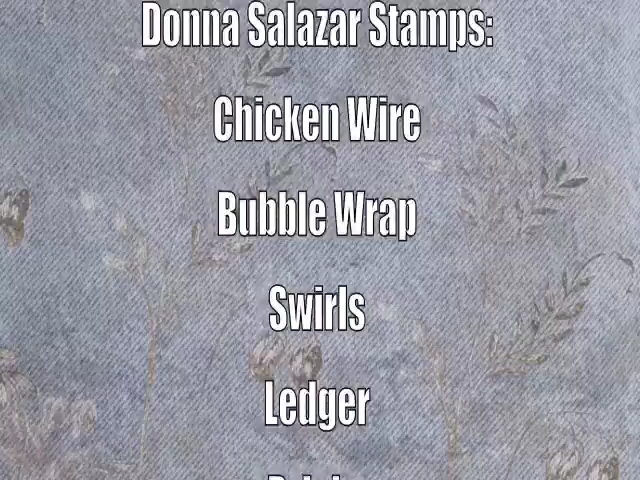 Donna Salazar Stamps:
Chicken Wire
Bubble Wrap
Swirls
Ledger